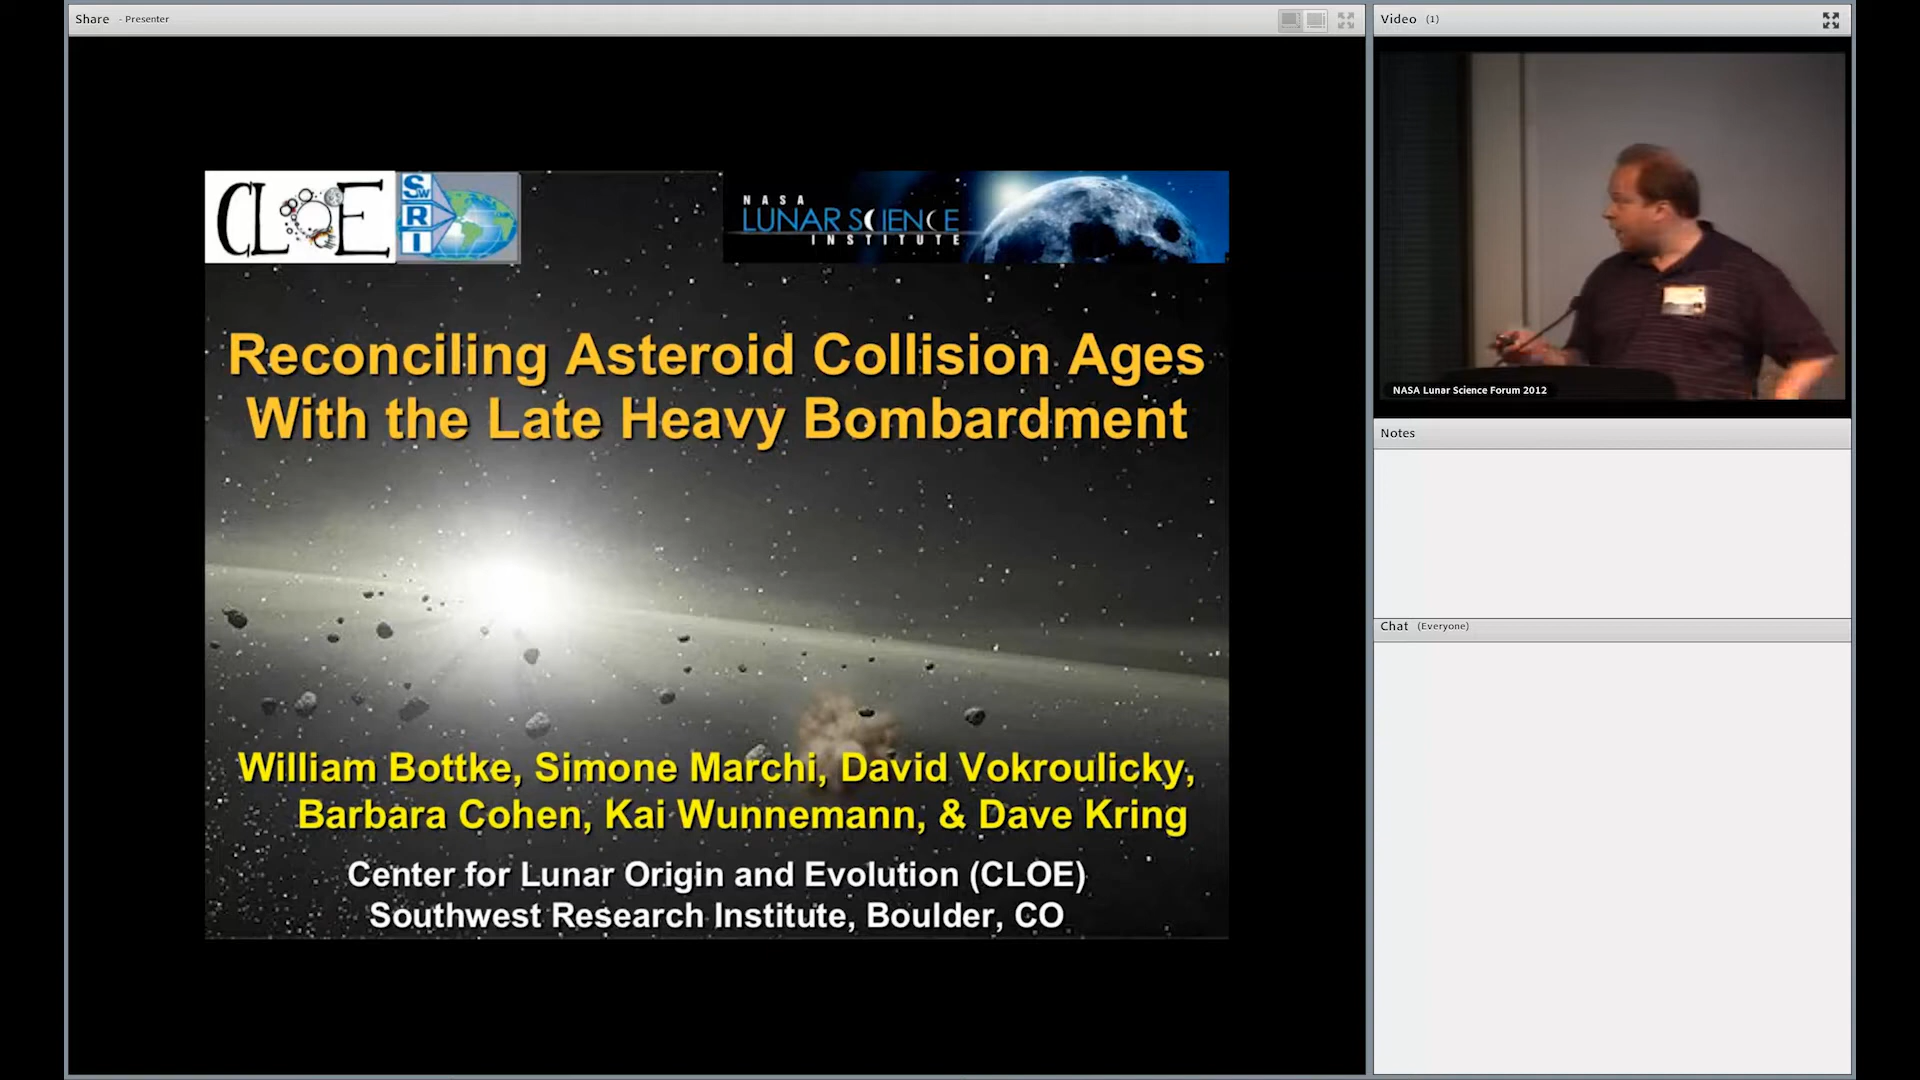 Share - Presenter
CLOE
SwRI
NASA
LUNAR SCIENCE
INSTITUTE
Reconciling Asteroid Collision Ages
With the Late Heavy Bombardment
William Bottke, Simone Marchi, David Vokroulicky,
Barbara Cohen, Kai Wunnemann, & Dave Kring
Center for Lunar Origin and Evolution (CLOE)
Southwest Research Institute, Boulder, CO
Video (1)
NASA Lunar Science Forum 2012
Notes
Chat (Everyone)